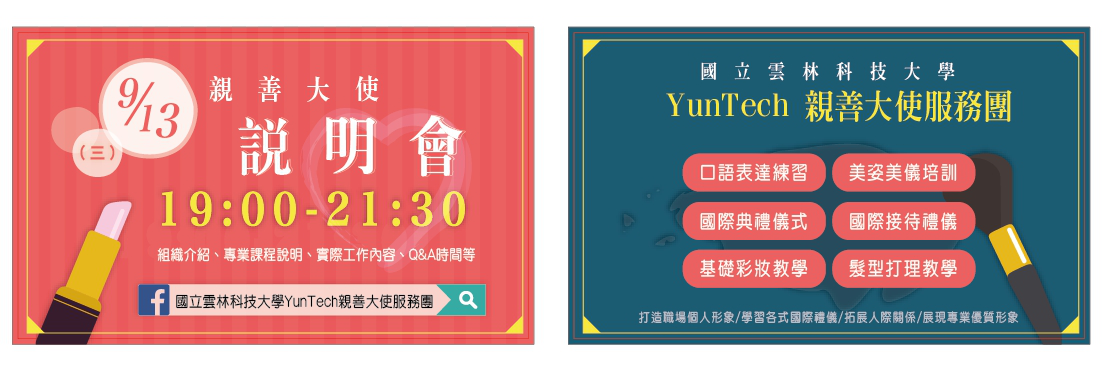 9/13
(三)
親善大使
説明會
19:00-21:30
組織介紹、專業課程說明、實際工作內容、Q&A時間等
國立雲林科技大學YunTech親善大使服務團
國立雲林科技大學
YunTech 親善大使服務團
口語表達練習 美姿美儀培訓
國際典禮儀式 國際接待禮儀
基礎彩妝教學 髮型打理教學
打造職場個人形象/學習各式國際禮儀/拓展人際關係/展現專業優質形象